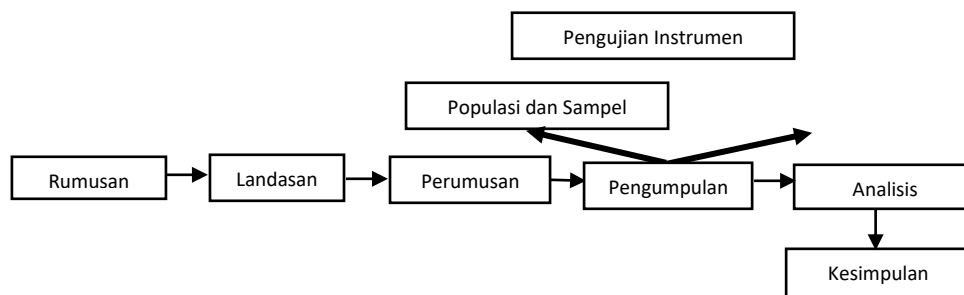 Pengujian Instrumen
Populasi dan Sampel
Rumusan
Landasan
Perumusan
Pengumpulan
Analisis
Kesimpulan